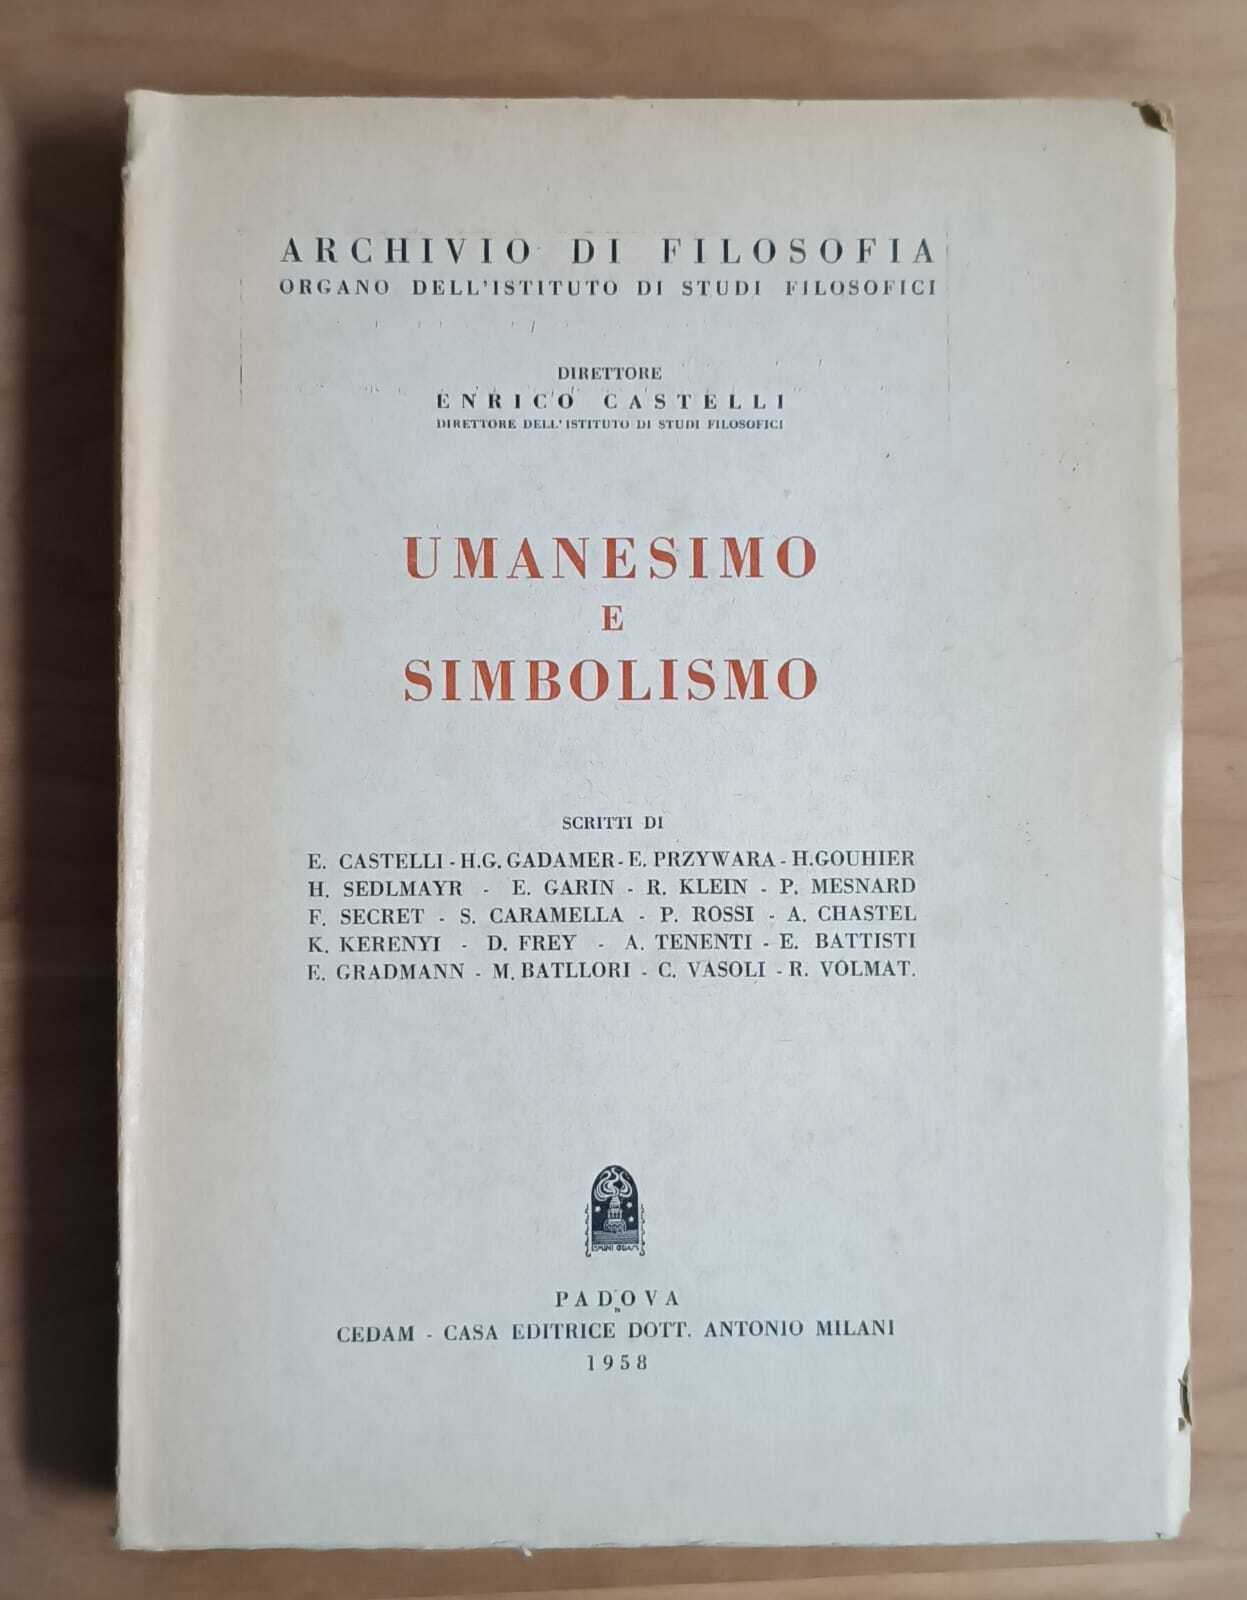 ARCHIVIO DI FILOSOFIA
ORGANO DELL'ISTITUTO DI STUDI FILOSOFICI
DIRETTORE
ENRICO CASTELLI
DIRETTORE DELL'ISTITUTO DI STUDI FILOSOFICI
UMANESIMO
E
SIMBOLISMO
SCRITTI DI
E. CASTELLI - H.G. GADAMER - E. PRZYWARA - H. GOUHIER
H. SEDLMAYR - E. GARIN - R. KLEIN - P. MESNARD
F. SECRET - S. CARAMELLA - P. ROSSI - A. CHASTEL
K. KERENYI - D. FREY - A. TENENTI - E. BATTISTI
E. GRADMANN - M. BATLLORI - C. VASOLI - R. VOLMAT.
PADOVA
CEDAM - CASA EDITRICE DOTT. ANTONIO MILANI
1958